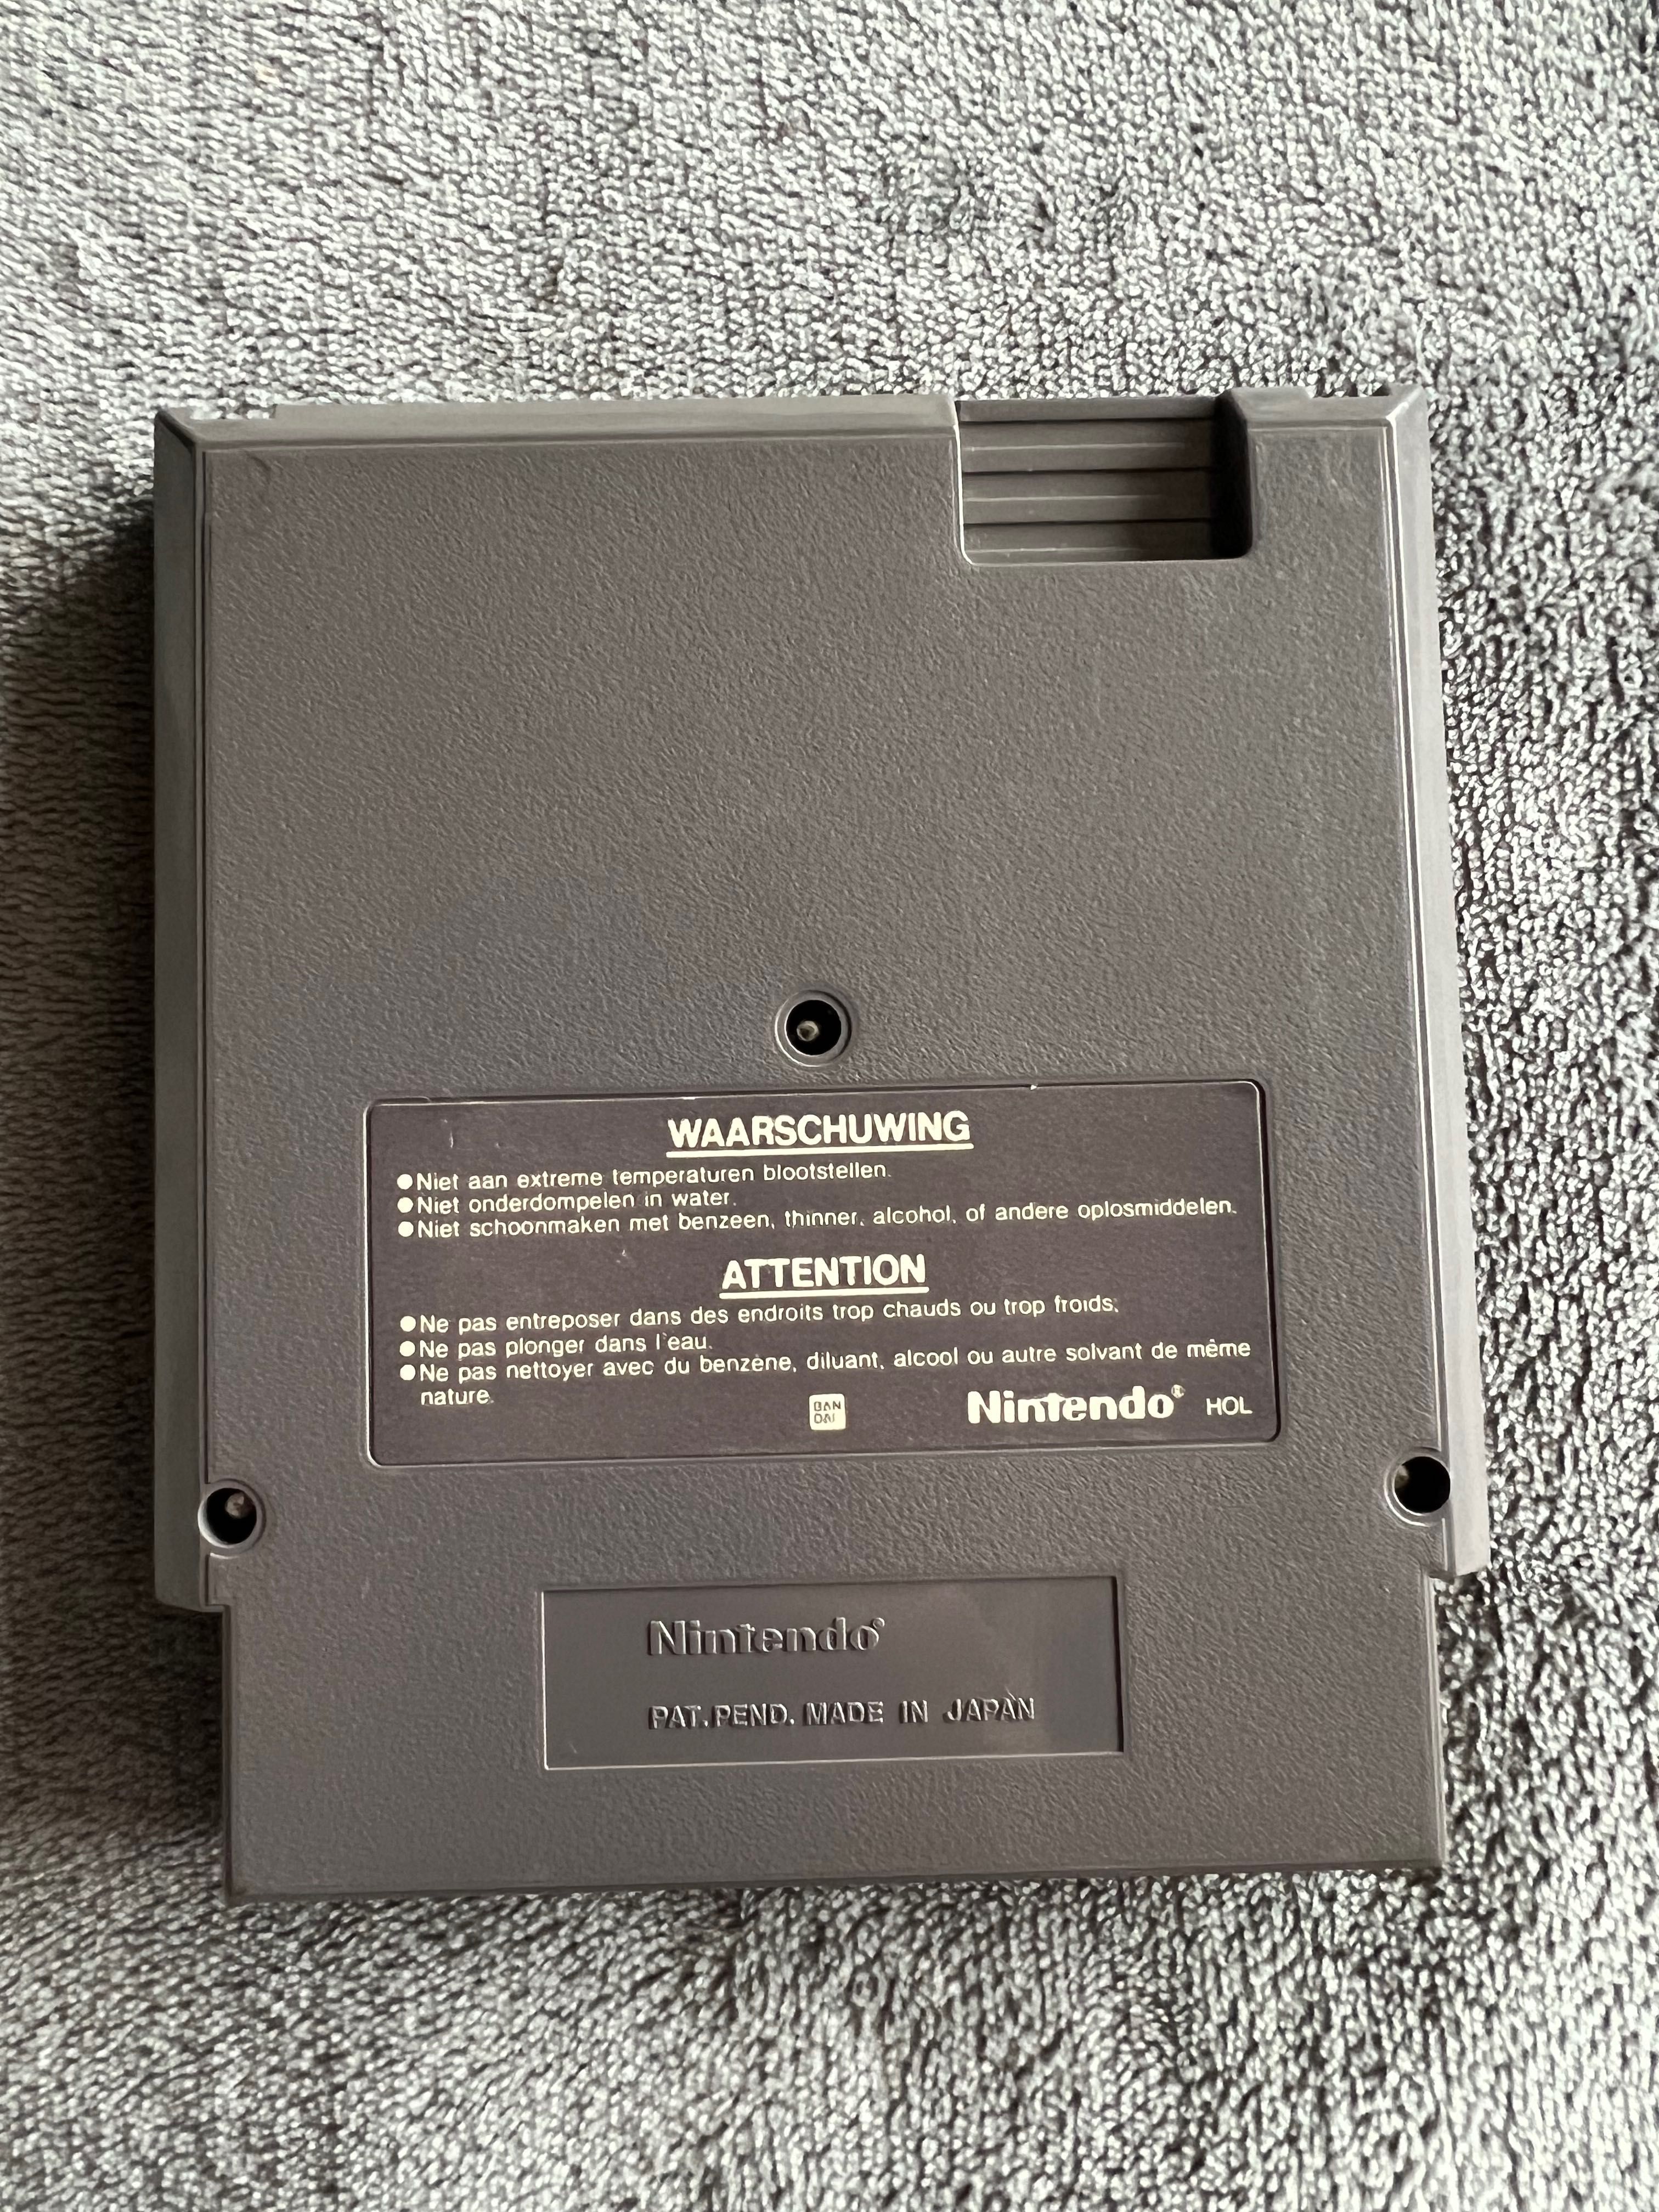 WAARSCHUWING
●Niet aan extreme temperaturen blootstellen.
●Niet onderdompelen in water.
●Niet schoonmaken met benzeen, thinner, alcohol, of andere oplosmiddelen.
ATTENTION
●Ne pas entreposer dans des endroits trop chauds ou trop froids.
●Ne pas plonger dans l'eau.
●Ne pas nettoyer avec du benzène, diluant, alcool ou autre solvant de même
nature.
BAN
DAI
Nintendo® HOL
Nintendo®
PAT.PEND. MADE IN JAPAN